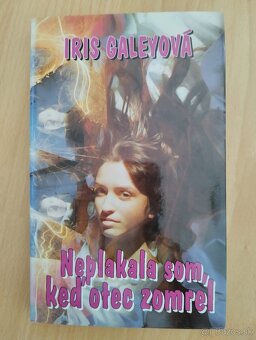 IRIS GALEYOVÁ
Neplakala som,
keď otec zomrel